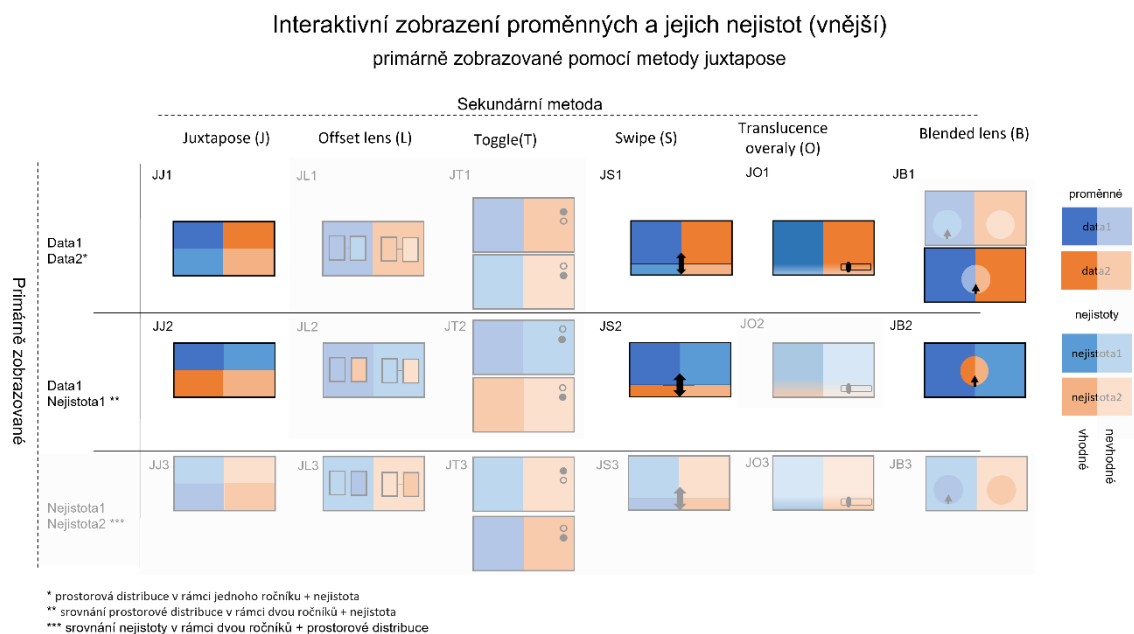 Interaktivní zobrazení proměnných a jejich nejistot (vnější)
primárně zobrazované pomocí metody juxtapose
Sekundární metoda
Juxtapose (J)
Offset lens (L)
Toggle(T)
Swipe (S)
Translucence
overaly (O)
Blended lens (B)
Primárně zobrazované
Data1
Data2*
JJ1
JL1
JT1
JS1
JO1
JB1
Data1
Nejistota1 **
JJ2
JL2
JT2
JS2
JO2
JB2
Nejistota1
Nejistota2 ***
JJ3
JL3
JT3
JS3
JO3
JB3
proměnné
data1
data2
nejistoty
nejistota1
nejistota2
vhodné
nevhodné
* prostorová distribuce v rámci jednoho ročníku + nejistota
** srovnání prostorové distribuce v rámci dvou ročníků + nejistota
*** srovnání nejistoty v rámci dvou ročníků + prostorové distribuce